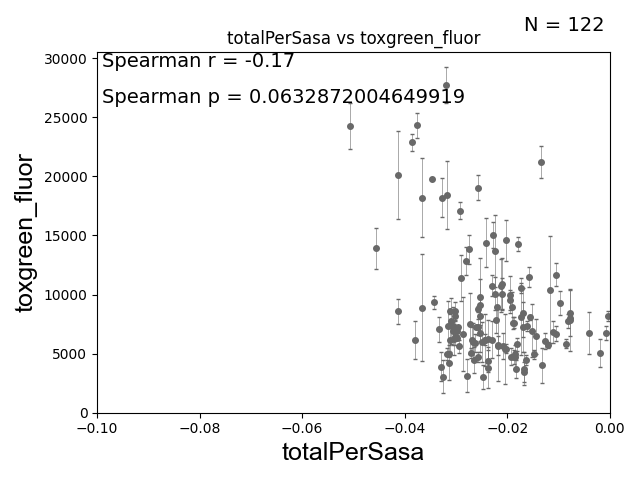 N = 122
totalPerSasa vs toxgreen_fluor
Spearman r = -0.17
Spearman p = 0.0632872004649919
toxgreen_fluor
30000
25000
20000
15000
10000
5000
0
−0.10 −0.08 −0.06 −0.04 −0.02 0.00
totalPerSasa